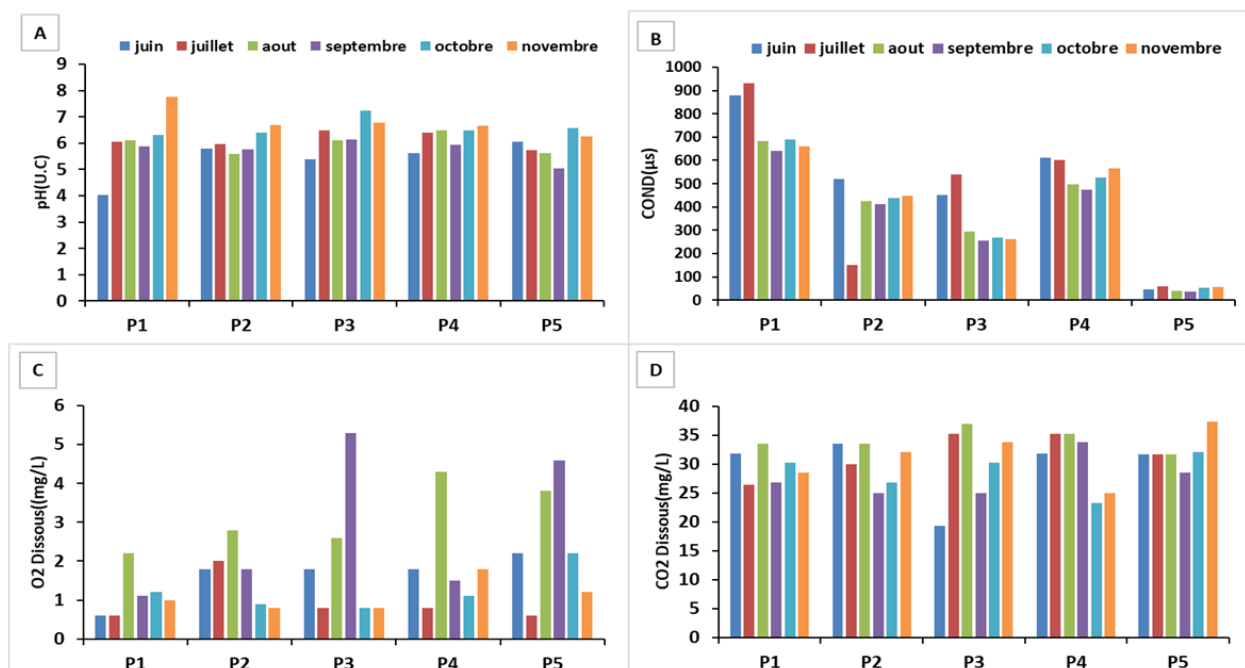 A
juin juillet aout septembre octobre novembre
pH(U.C)
9
8
7
6
5
4
3
2
1
0
P1 P2 P3 P4 P5
B
juin juillet aout septembre octobre novembre
COND(µs)
1000
900
800
700
600
500
400
300
200
100
0
P1 P2 P3 P4 P5
C
O2 Dissous((mg/L)
6
5
4
3
2
1
0
P1 P2 P3 P4 P5
D
CO2 Dissous(mg/L)
40
35
30
25
20
15
10
5
0
P1 P2 P3 P4 P5